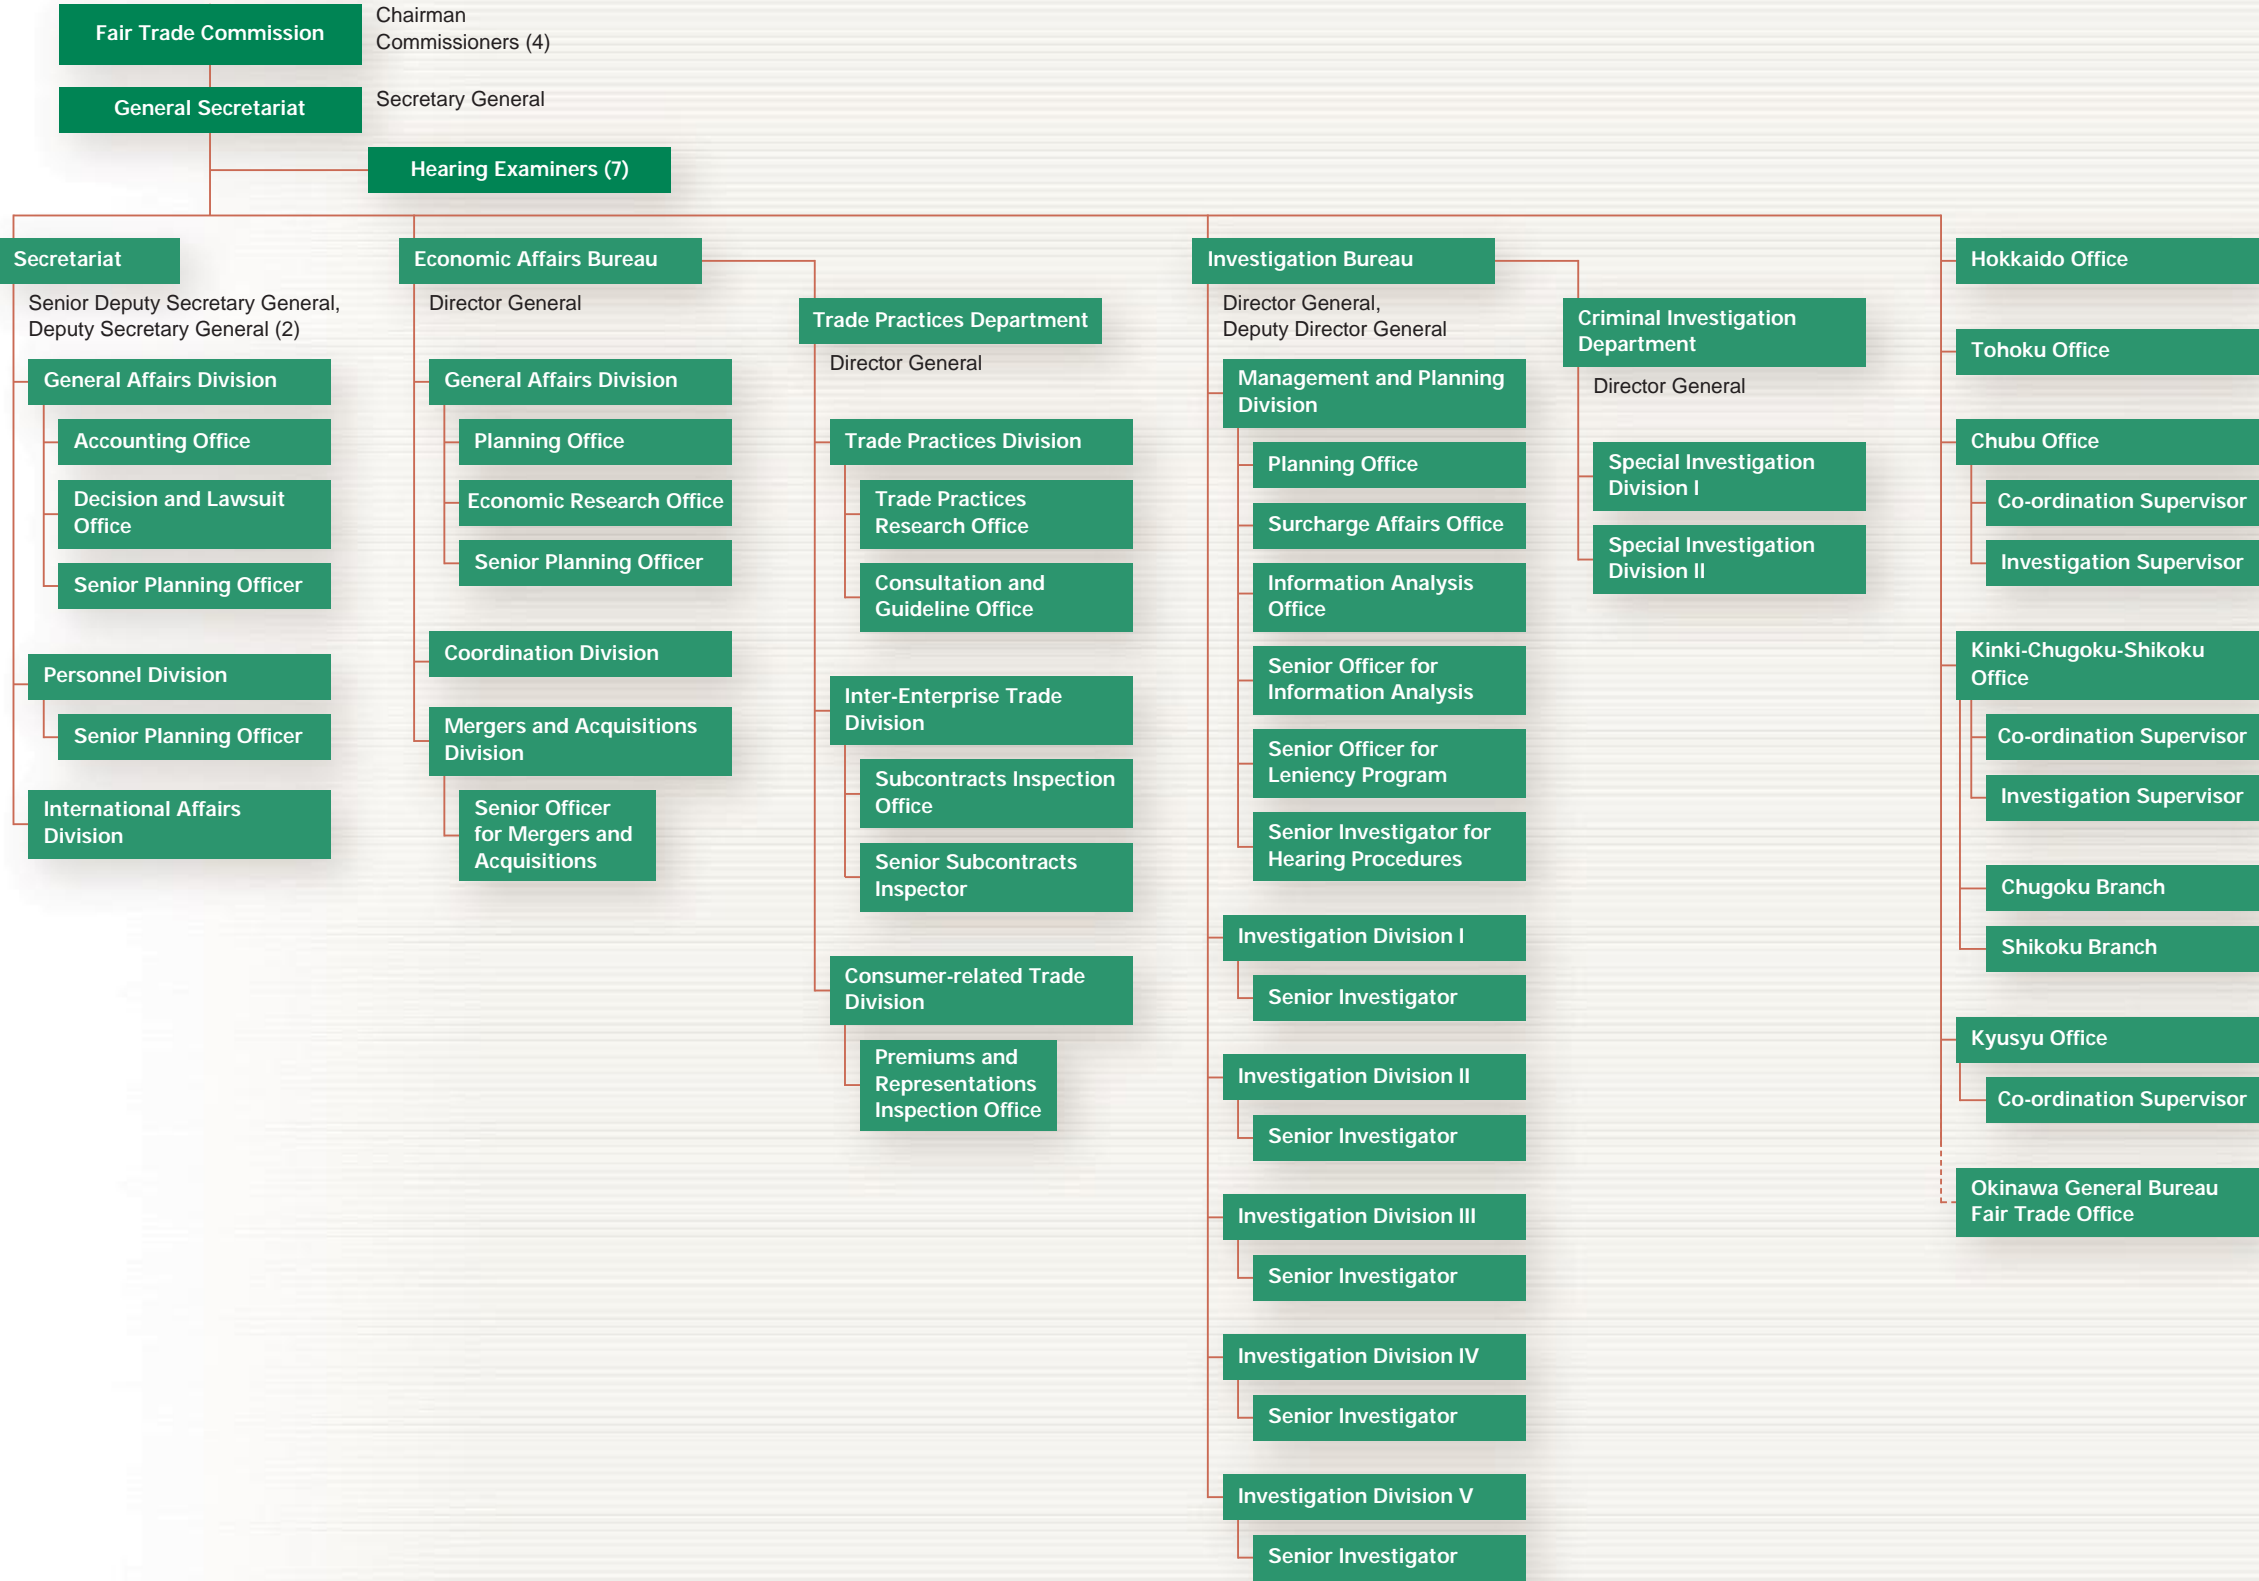 Fair Trade Commission
Chairman
Commissioners (4)
General Secretariat
Secretary General
Hearing Examiners (7)
Secretariat
Senior Deputy Secretary General,
Deputy Secretary General (2)
General Affairs Division
Accounting Office
Decision and Lawsuit
Office
Senior Planning Officer
Personnel Division
Senior Planning Officer
International Affairs
Division
Economic Affairs Bureau
Director General
General Affairs Division
Planning Office
Economic Research Office
Senior Planning Officer
Coordination Division
Mergers and Acquisitions
Division
Senior Officer
for Mergers and
Acquisitions
Trade Practices Department
Director General
Trade Practices Division
Trade Practices
Research Office
Consultation and
Guideline Office
Inter-Enterprise Trade
Division
Subcontracts Inspection
Office
Senior Subcontracts
Inspector
Consumer-related Trade
Division
Premiums and
Representations
Inspection Office
Investigation Bureau
Director General,
Deputy Director General
Management and Planning
Division
Planning Office
Surcharge Affairs Office
Information Analysis
Office
Senior Officer for
Information Analysis
Senior Officer for
Leniency Program
Senior Investigator for
Hearing Procedures
Investigation Division I
Senior Investigator
Investigation Division II
Senior Investigator
Investigation Division III
Senior Investigator
Investigation Division IV
Senior Investigator
Investigation Division V
Senior Investigator
Criminal Investigation
Department
Director General
Special Investigation
Division I
Special Investigation
Division II
Hokkaido Office
Tohoku Office
Chubu Office
Co-ordination Supervisor
Investigation Supervisor
Kinki-Chugoku-Shikoku
Office
Co-ordination Supervisor
Investigation Supervisor
Chugoku Branch
Shikoku Branch
Kyusyu Office
Co-ordination Supervisor
Okinawa General Bureau
Fair Trade Office